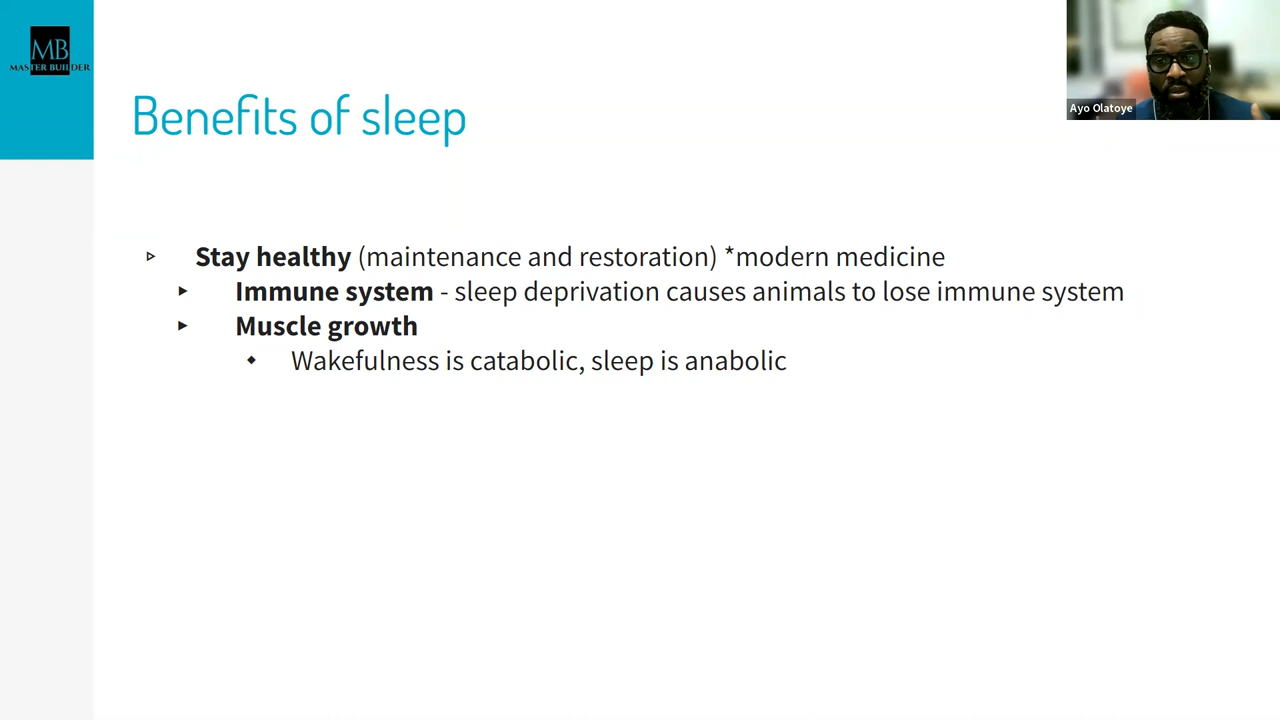 MB
MASTER BUILDER
Ayo Olatoye
Benefits of sleep
Stay healthy (maintenance and restoration) *modern medicine
Immune system - sleep deprivation causes animals to lose immune system
Muscle growth
Wakefulness is catabolic, sleep is anabolic